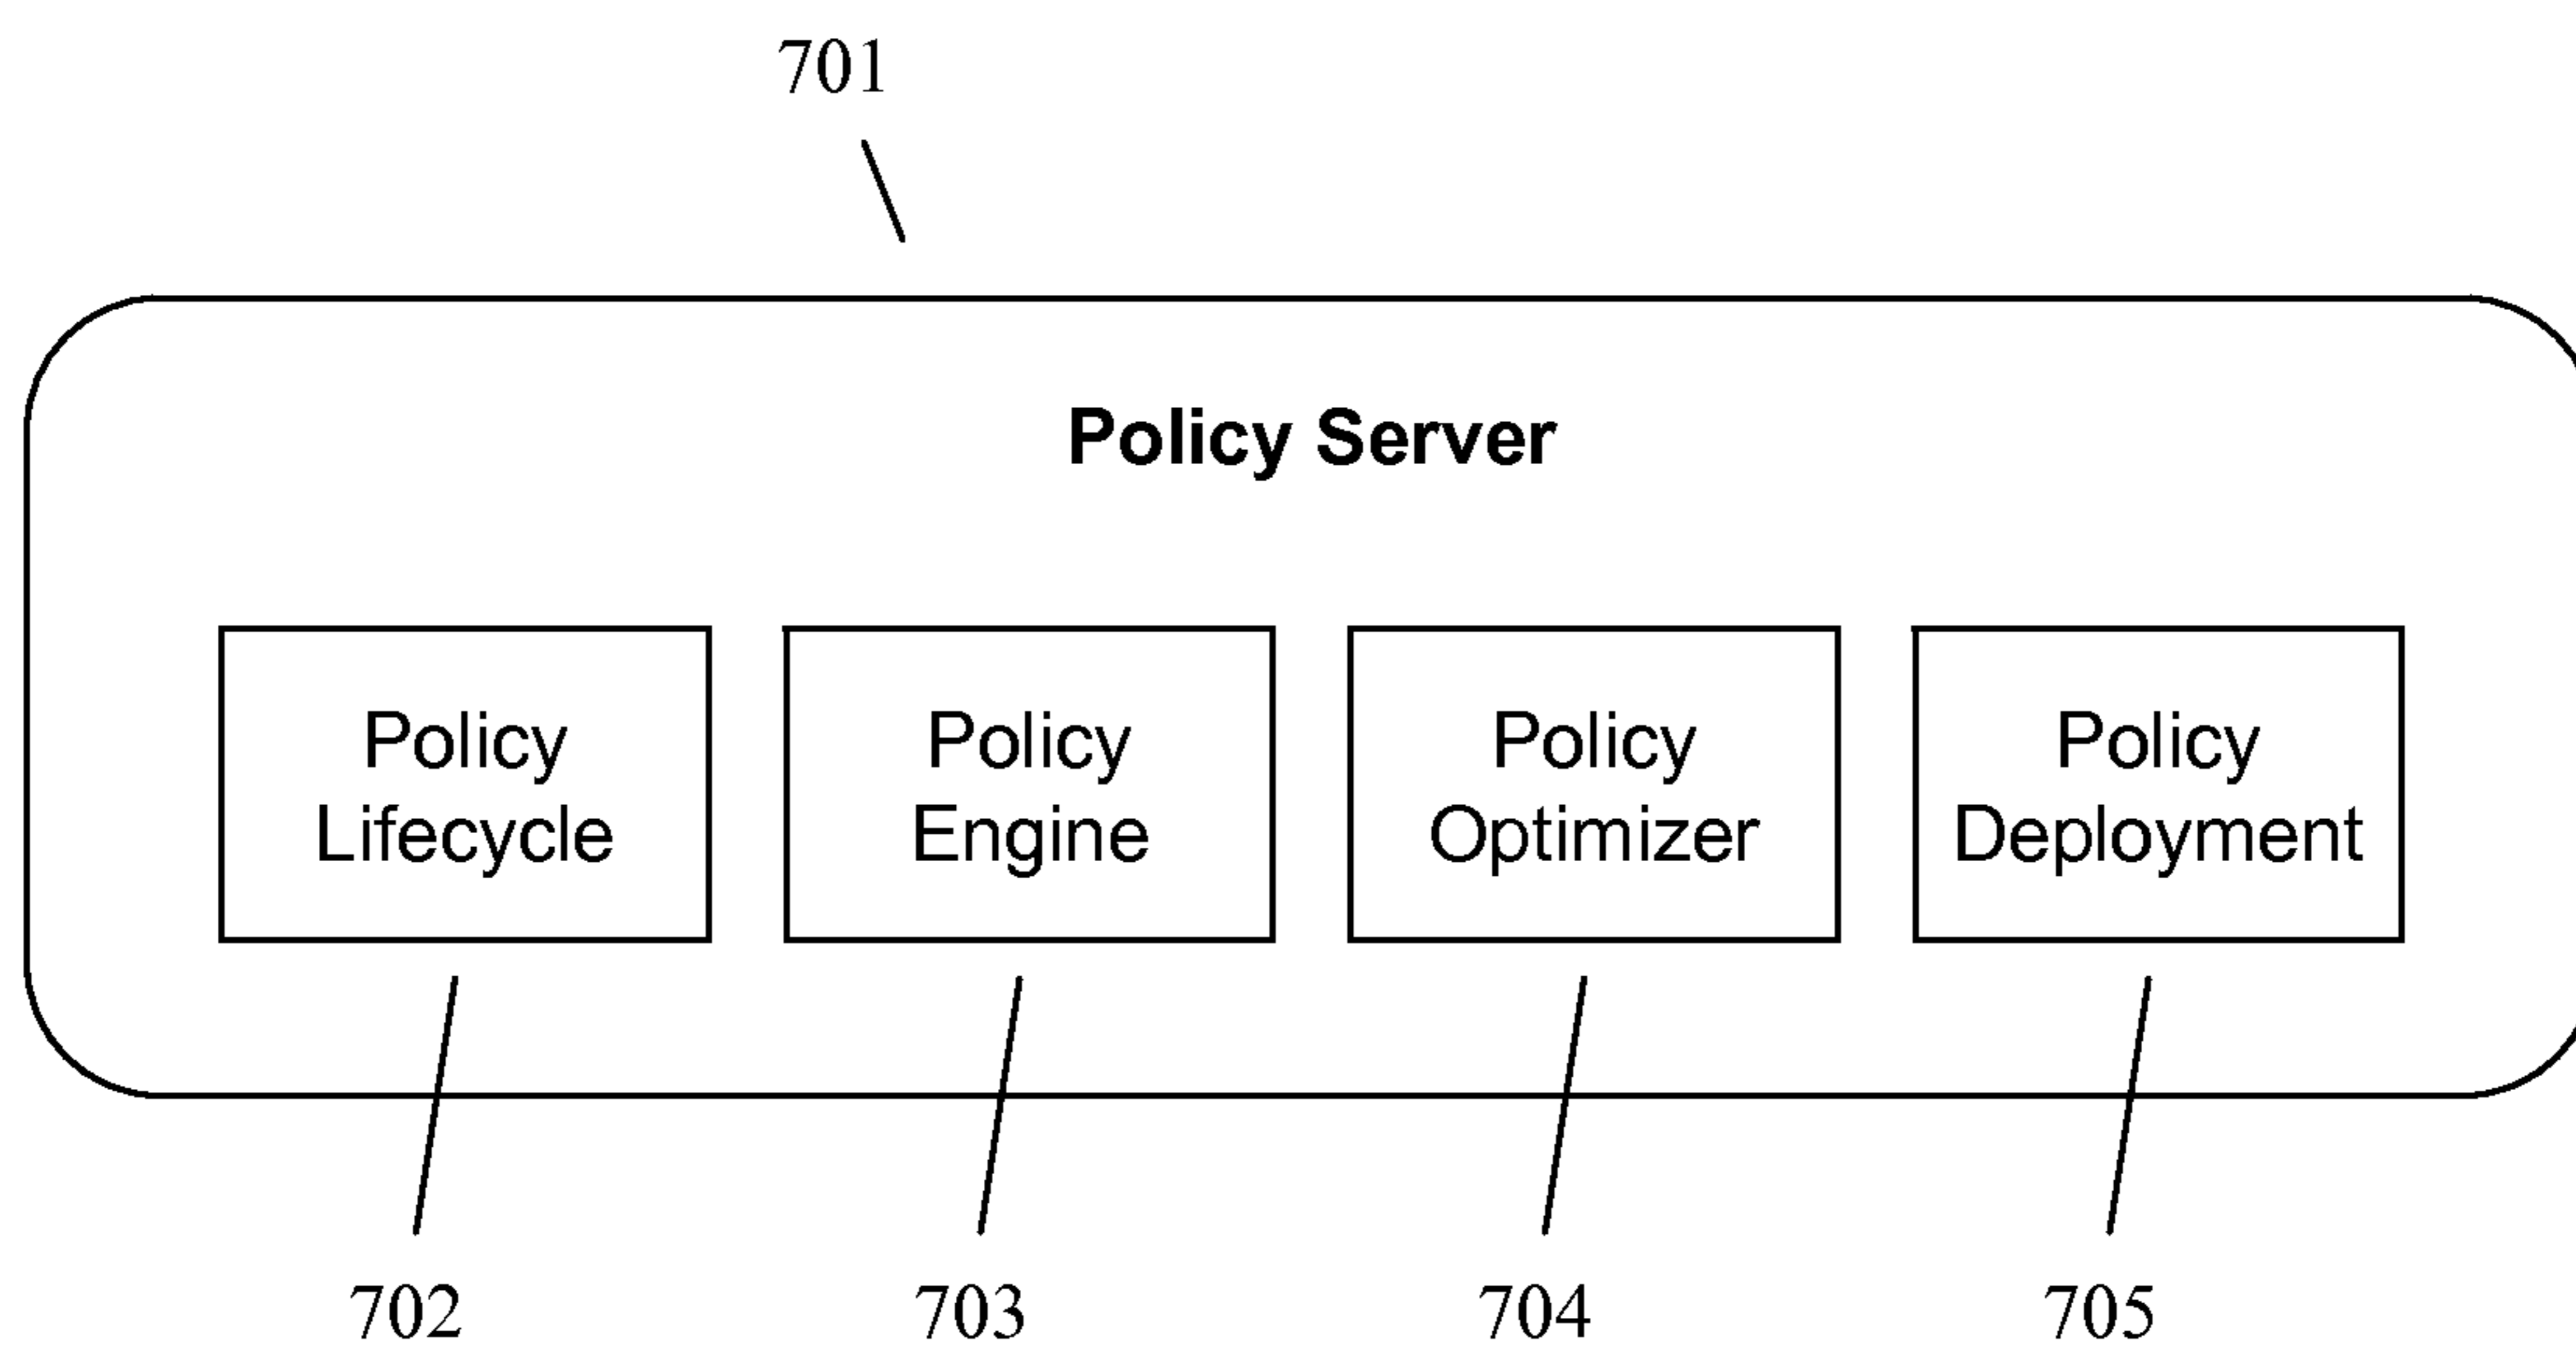 701
Policy Server
Policy
Lifecycle
Policy
Engine
Policy
Optimizer
Policy
Deployment
702
703
704
705